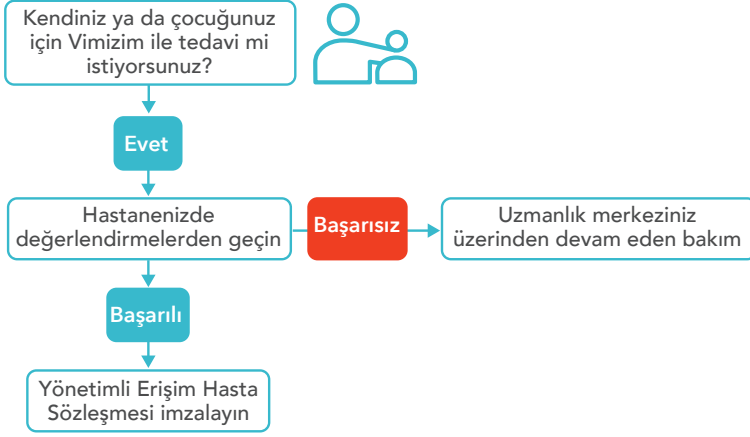 Kendiniz ya da çocuğunuz
için Vimizim ile tedavi mi
istiyorsunuz?
Evet
Hastanenizde
değerlendirmelerden geçin
Başarısız
Uzmanlık merkeziniz
üzerinden devam eden bakım
Başarılı
Yönetimli Erişim Hasta
Sözleşmesi imzalayın